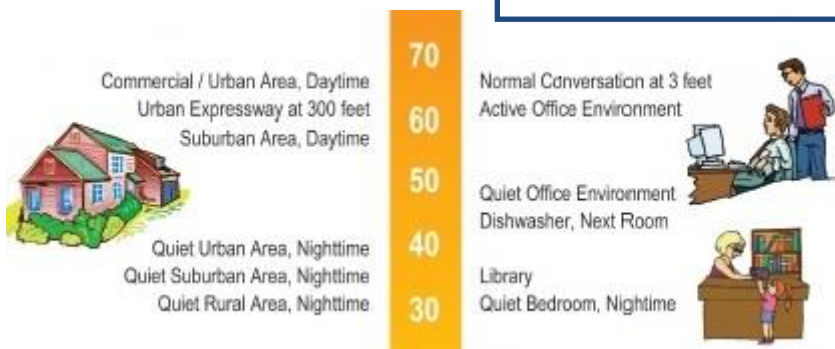 70
Commercial / Urban Area, Daytime
Normal Conversation at 3 feet
Urban Expressway at 300 feet
Active Office Environment
60
Suburban Area, Daytime
50
Quiet Office Environment
Dishwasher, Next Room
Quiet Urban Area, Nighttime
40
Quiet Suburban Area, Nighttime
Library
Quiet Rural Area, Nighttime
30
Quiet Bedroom, Nightime